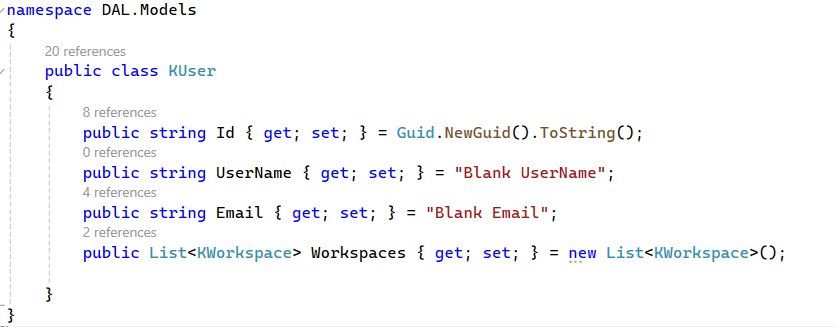 namespace DAL.Models
{
20 references
public class KUser
{
8 references
public string Id { get; set; } = Guid.NewGuid().ToString();
0 references
public string UserName { get; set; } = "Blank UserName";
4 references
public string Email { get; set; } = "Blank Email";
2 references
public List<KWorkspace> Workspaces { get; set; } = new List<KWorkspace>();
}
}